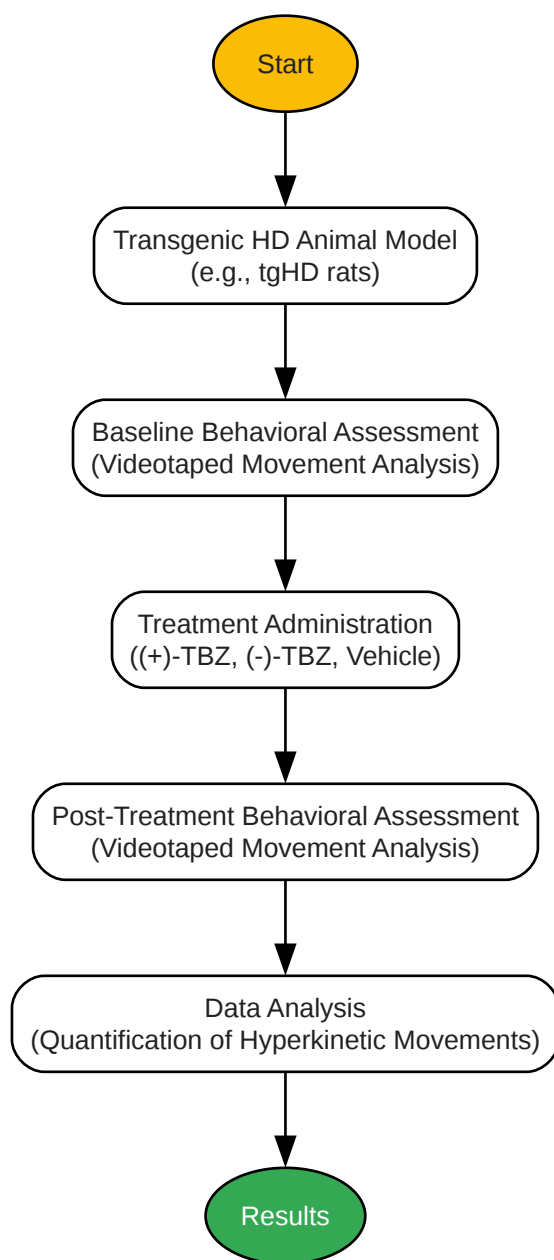 Start
Transgenic HD Animal Model
(e.g., tgHD rats)
Baseline Behavioral Assessment
(Videotaped Movement Analysis)
Treatment Administration
((+)-TBZ, (-)-TBZ, Vehicle)
Post-Treatment Behavioral Assessment
(Videotaped Movement Analysis)
Data Analysis
(Quantification of Hyperkinetic Movements)
Results